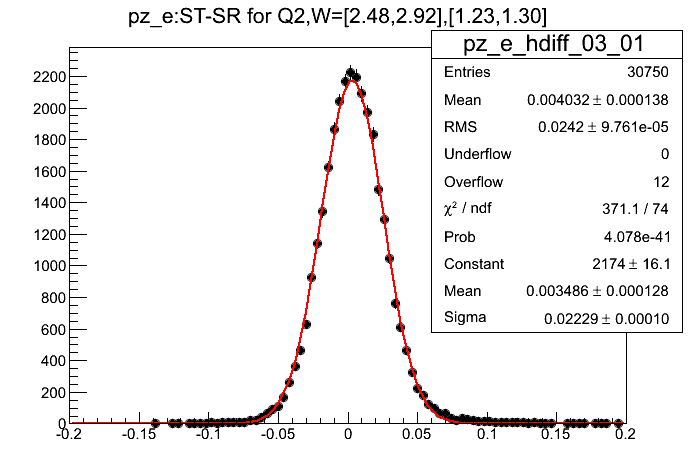 pz_e:ST-SR for Q2,W=[2.48,2.92],[1.23,1.30]
pz_e_hdiff_03_01
Entries 30750
Mean 0.004032 ± 0.000138
RMS 0.0242 ± 9.761e-05
Underflow 0
Overflow 12
χ² / ndf 371.1 / 74
Prob 4.078e-41
Constant 2174 ± 16.1
Mean 0.003486 ± 0.000128
Sigma 0.02229 ± 0.00010
2200
2000
1800
1600
1400
1200
1000
800
600
400
200
0
-0.2 -0.15 -0.1 -0.05 0 0.05 0.1 0.15 0.2